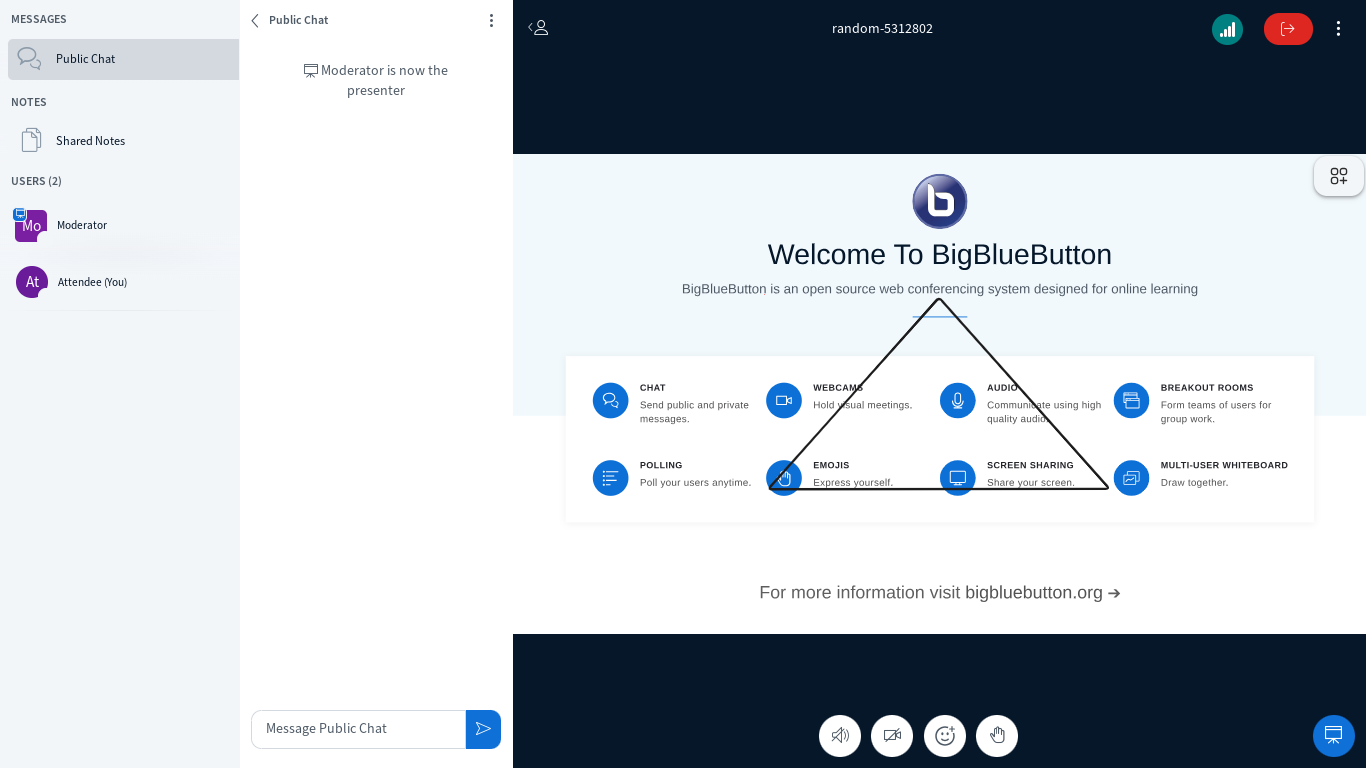 MESSAGES
Public Chat
NOTES
Shared Notes
USERS (2)
Mo
Moderator
At
Attendee (You)
Public Chat
Moderator is now the
presenter
Message Public Chat
random-5312802
Welcome To BigBlueButton
BigBlueButton is an open source web conferencing system designed for online learning
CHAT
Send public and private
messages.
WEBCAMS
Hold visual meetings.
AUDIO
Communicate using high
quality audio.
BREAKOUT ROOMS
Form teams of users for
group work.
POLLING
Poll your users anytime.
EMOJIS
Express yourself.
SCREEN SHARING
Share your screen.
MULTI-USER WHITEBOARD
Draw together.
For more information visit bigbluebutton.org →